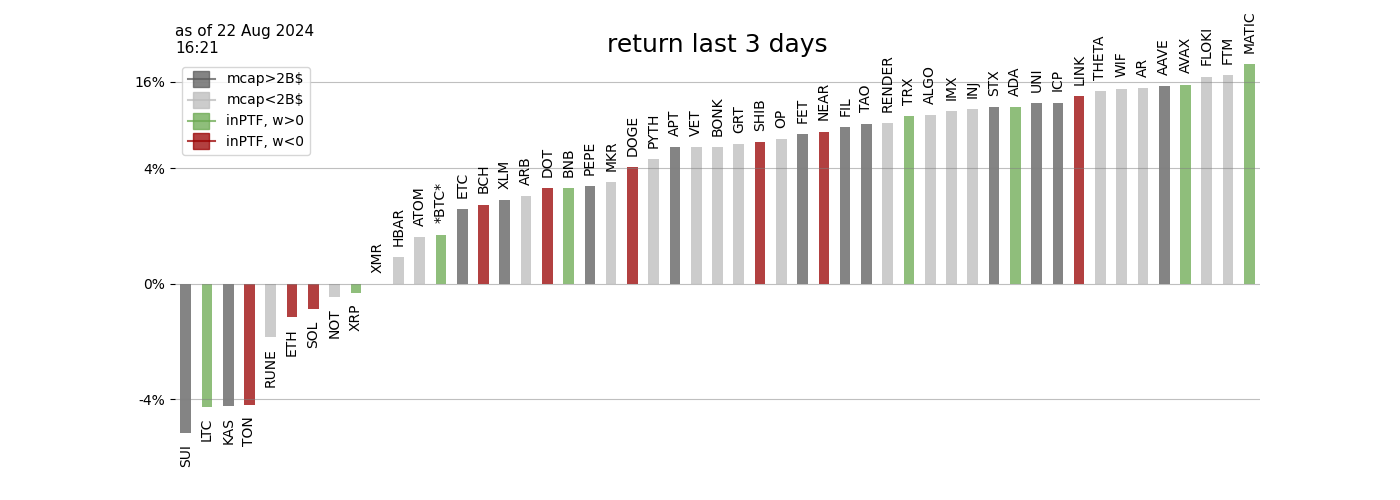 as of 22 Aug 2024
16:21
return last 3 days
mcap>2B$
mcap<2B$
inPTF, w>0
inPTF, w<0
16%
4%
0%
-4%
SUI
LTC
KAS
TON
RUNE
ETH
SOL
NOT
XRP
XMR
HBAR
ATOM
*BTC*
ETC
BCH
XLM
ARB
DOT
BNB
PEPE
MKR
DOGE
PYTH
APT
VET
BONK
GRT
SHIB
OP
FET
NEAR
FIL
TAO
RENDER
TRX
ALGO
IMX
INJ
STX
ADA
UNI
ICP
LINK
THETA
WIF
AR
AAVE
AVAX
FLOKI
FTM
MATIC